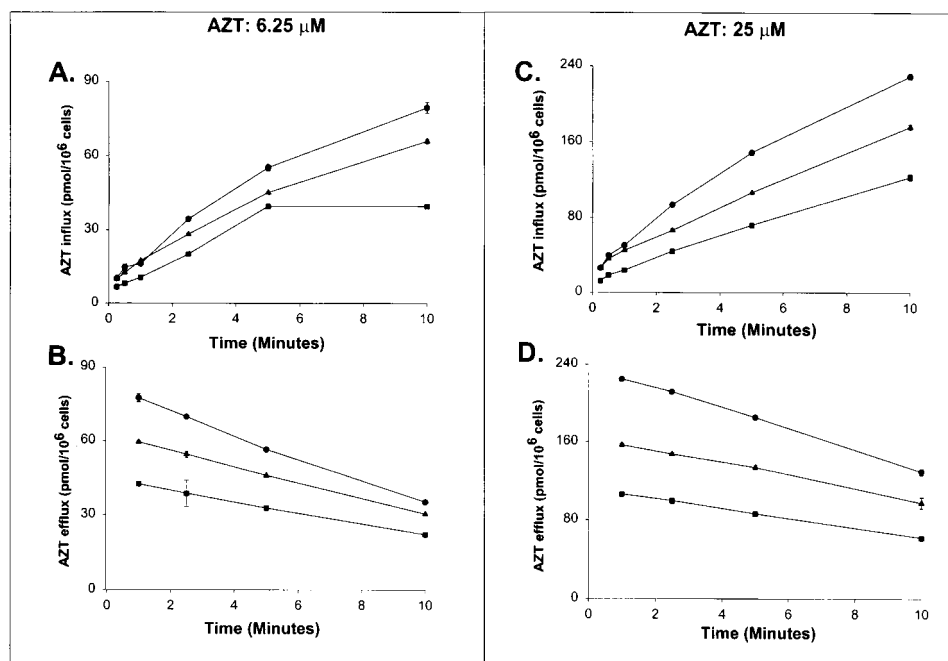 AZT: 6.25 μM
A.
90
60
30
0
AZT influx (pmol/10⁶ cells)
0 2 4 6 8 10
Time (Minutes)
B.
90
60
30
0
AZT efflux (pmol/10⁶ cells)
0 2 4 6 8 10
Time (Minutes)
AZT: 25 μM
C.
240
160
80
0
AZT influx (pmol/10⁶ cells)
0 2 4 6 8 10
Time (Minutes)
D.
240
160
80
0
AZT efflux (pmol/10⁶ cells)
0 2 4 6 8 10
Time (Minutes)